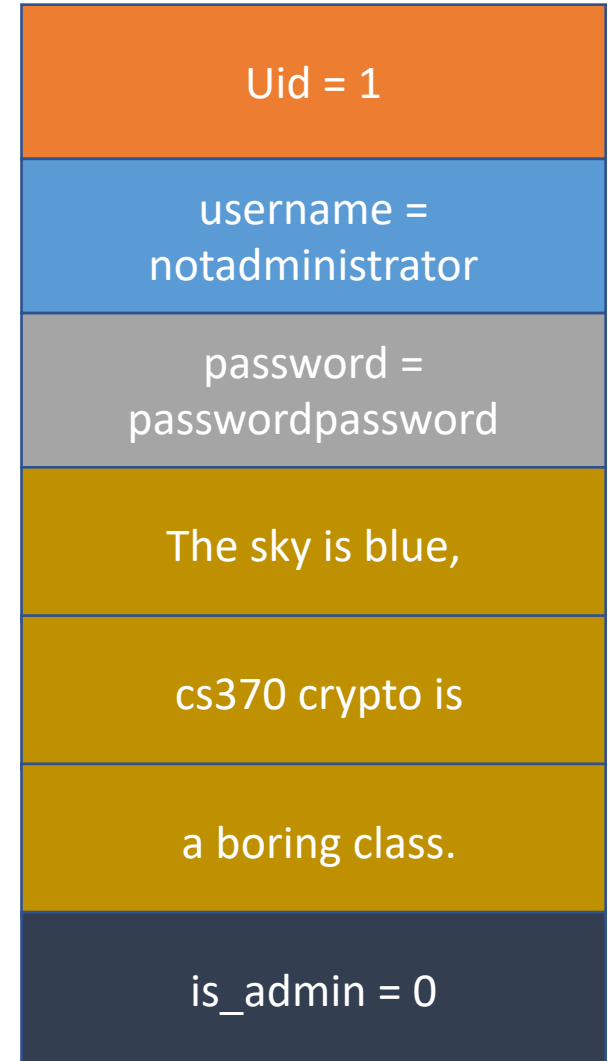 Uid = 1
username =
notadministrator
password =
passwordpassword
The sky is blue,
cs370 crypto is
a boring class.
is_admin = 0